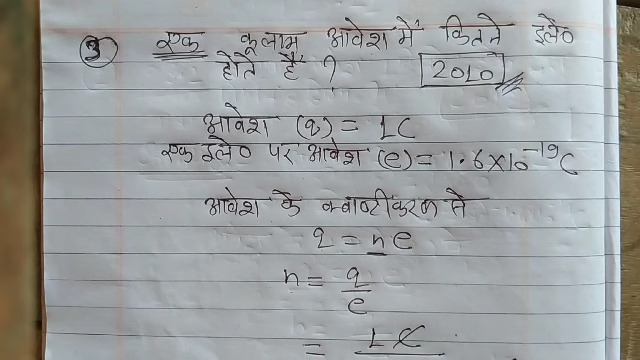 ③ एक कूलाम आवेश में कितने इलै०
होते हैं ? 2010
आवेश (q) = 1C
एक इलै० पर आवेश (e) = 1.6×10⁻¹⁹C
आवेश के क्वाण्टीकरण से
q = ne
n = q
e
= 1C